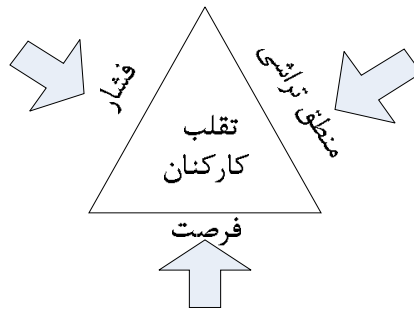 فشار
منطق تراشی
تقلب
کارکنان
فرصت